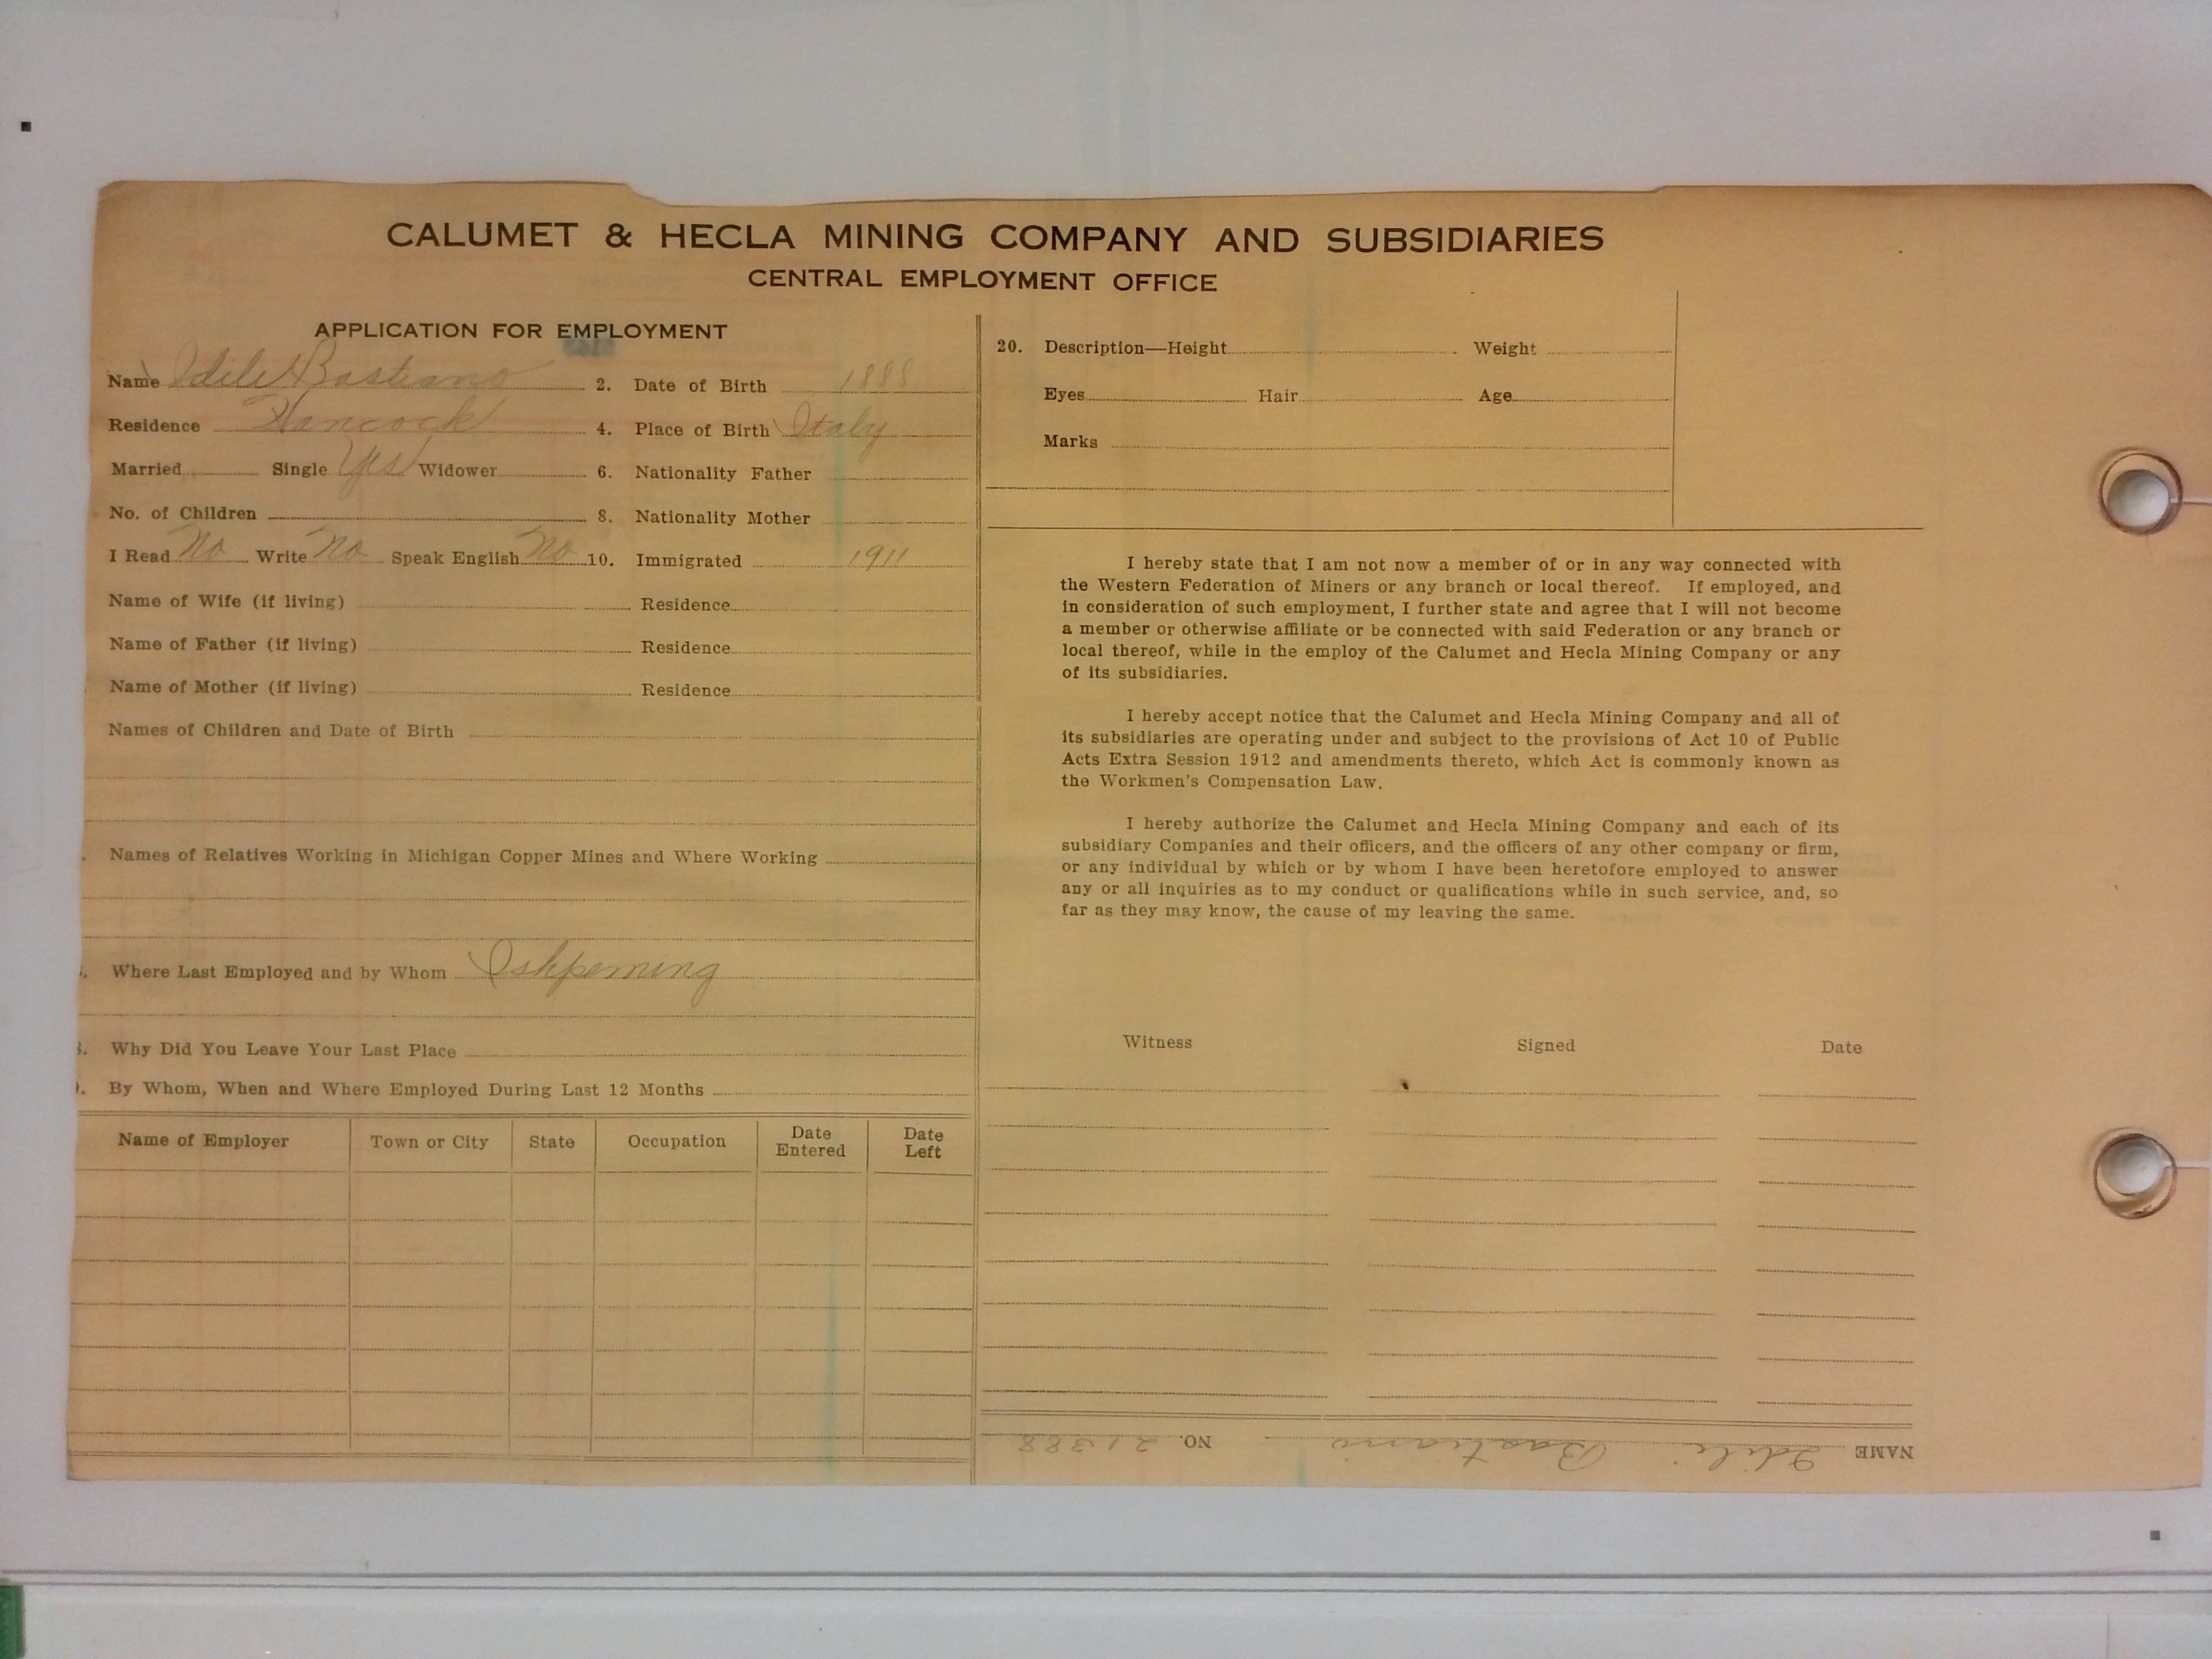 CALUMET & HECLA MINING COMPANY AND SUBSIDIARIES
CENTRAL EMPLOYMENT OFFICE
APPLICATION FOR EMPLOYMENT
Name Idili Bastiano 2. Date of Birth 1888
Residence Hancock 4. Place of Birth Italy
Married Single Yes Widower 6. Nationality Father
No. of Children 8. Nationality Mother
I Read No Write No Speak English No 10. Immigrated 1911
Name of Wife (if living) Residence
Name of Father (if living) Residence
Name of Mother (if living) Residence
Names of Children and Date of Birth
Names of Relatives Working in Michigan Copper Mines and Where Working
Where Last Employed and by Whom Ishpeming
Why Did You Leave Your Last Place
By Whom, When and Where Employed During Last 12 Months
Name of Employer Town or City State Occupation Date Entered Date Left
20. Description—Height Weight
Eyes Hair Age
Marks
I hereby state that I am not now a member of or in any way connected with
the Western Federation of Miners or any branch or local thereof. If employed, and
in consideration of such employment, I further state and agree that I will not become
a member or otherwise affiliate or be connected with said Federation or any branch or
local thereof, while in the employ of the Calumet and Hecla Mining Company or any
of its subsidiaries.
I hereby accept notice that the Calumet and Hecla Mining Company and all of
its subsidiaries are operating under and subject to the provisions of Act 10 of Public
Acts Extra Session 1912 and amendments thereto, which Act is commonly known as
the Workmen's Compensation Law.
I hereby authorize the Calumet and Hecla Mining Company and each of its
subsidiary Companies and their officers, and the officers of any other company or firm,
or any individual by which or by whom I have been heretofore employed to answer
any or all inquiries as to my conduct or qualifications while in such service, and, so
far as they may know, the cause of my leaving the same.
Witness Signed Date
NAME Idili Bastiano NO. 21388